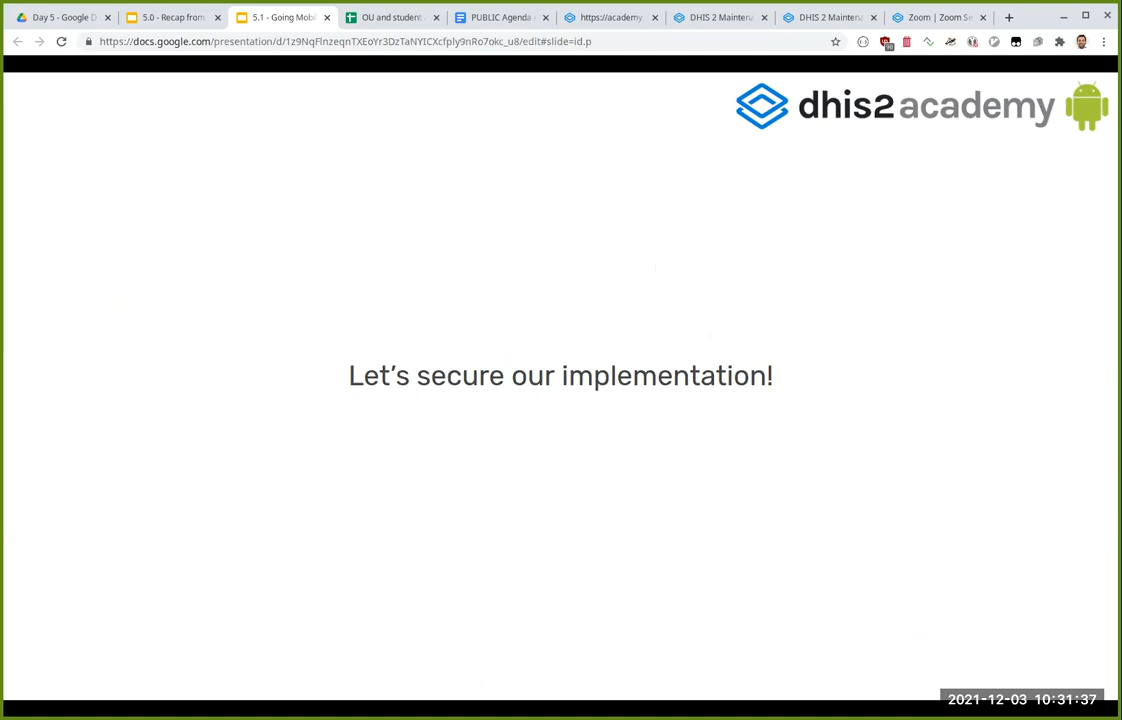 Day 5 - Google D
5.0 - Recap from
5.1 - Going Mobi
OU and student
PUBLIC Agenda
https://academy.
DHIS 2 Maintena
DHIS 2 Maintena
Zoom | Zoom Se
https://docs.google.com/presentation/d/1z9NqFlnzeqnTXEoYr3DzTaNYICXcfply9nRo7okc_u8/edit#slide=id.p
dhis2 academy
Let's secure our implementation!
2021-12-03 10:31:37